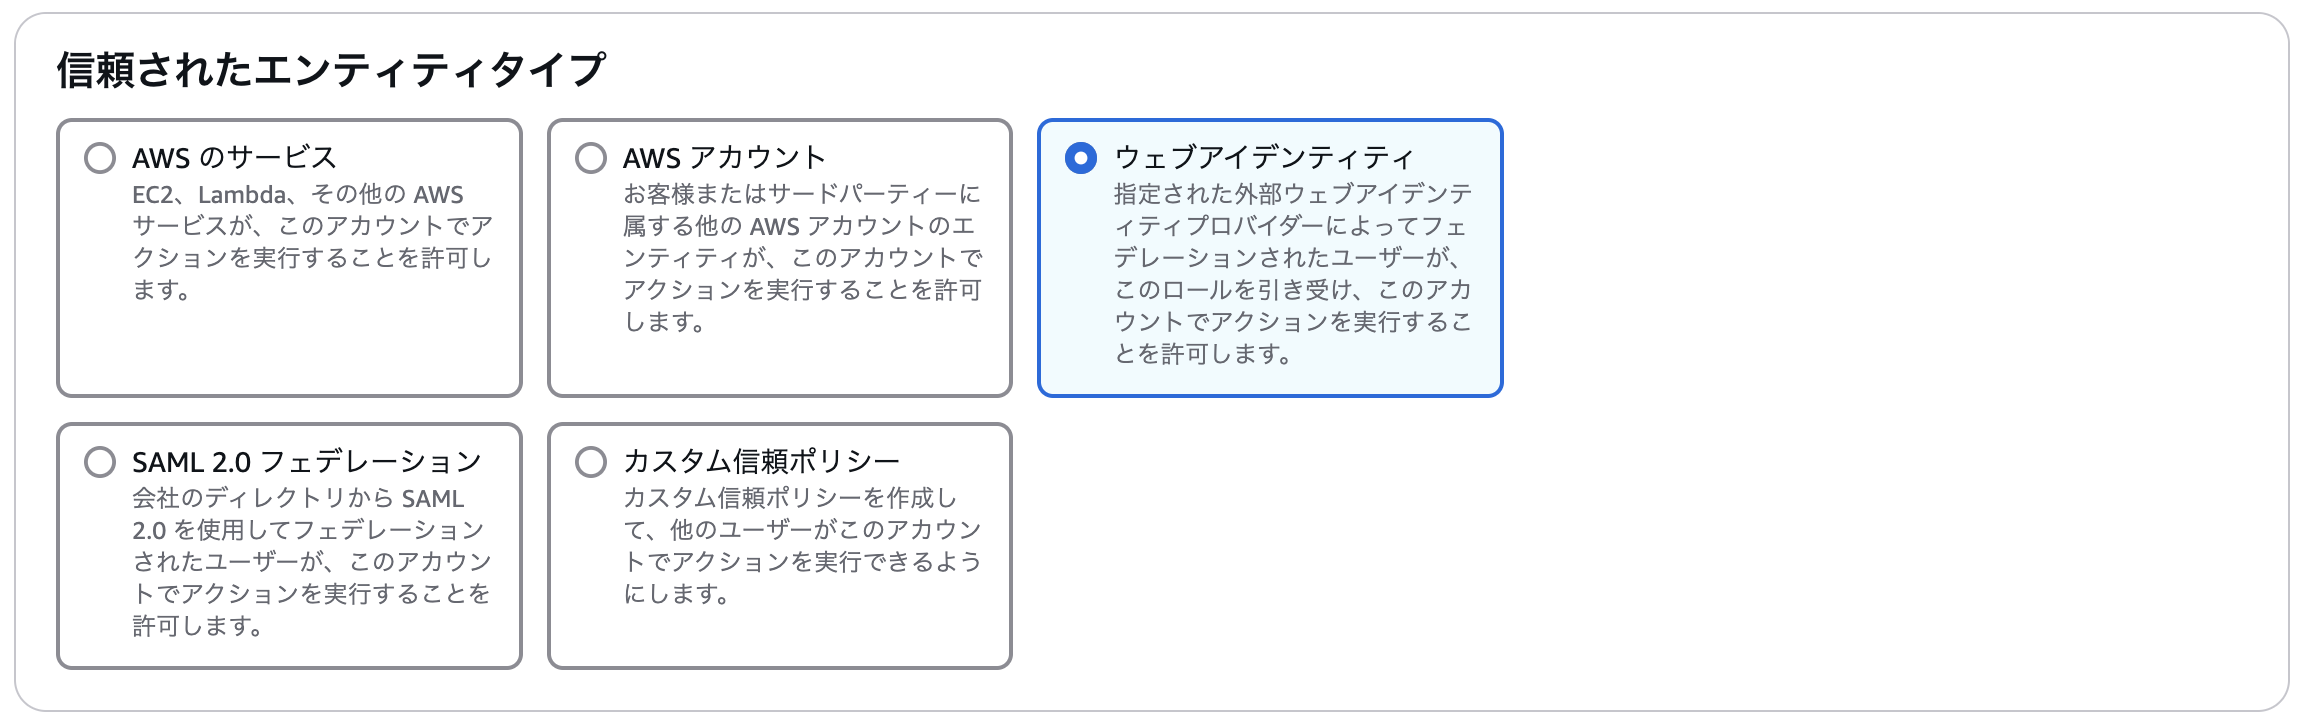 信頼されたエンティティタイプ
AWS のサービス
EC2、Lambda、その他の AWS
サービスが、このアカウントでア
クションを実行することを許可し
ます。
AWS アカウント
お客様またはサードパーティーに
属する他の AWS アカウントのエ
ンティティが、このアカウントで
アクションを実行することを許可
します。
ウェブアイデンティティ
指定された外部ウェブアイデンテ
ィティプロバイダーによってフェ
デレーションされたユーザーが、
このロールを引き受け、このアカ
ウントでアクションを実行するこ
とを許可します。
SAML 2.0 フェデレーション
会社のディレクトリから SAML
2.0 を使用してフェデレーション
されたユーザーが、このアカウン
トでアクションを実行することを
許可します。
カスタム信頼ポリシー
カスタム信頼ポリシーを作成し
て、他のユーザーがこのアカウン
トでアクションを実行できるよう
にします。